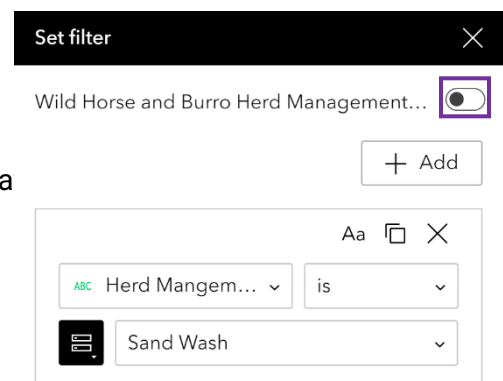 Set filter
Wild Horse and Burro Herd Management...
+ Add
a
Aa
ABC Herd Mangem... is
Sand Wash